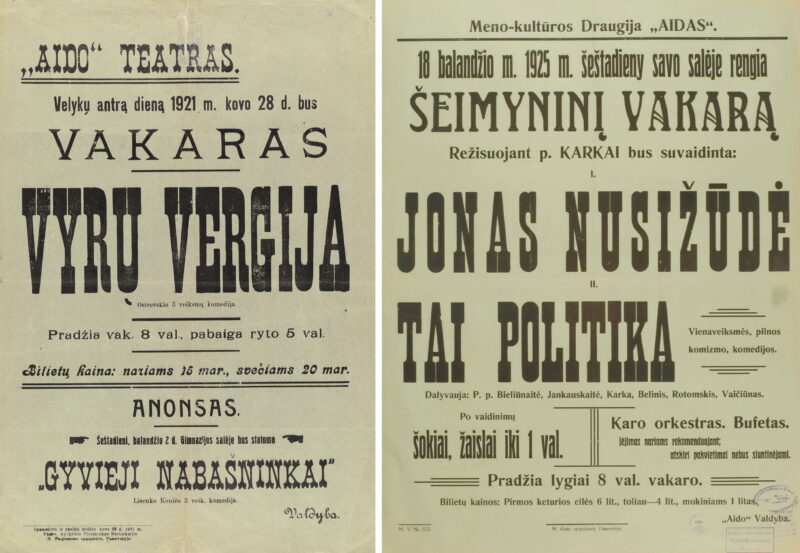 „AIDO“ TEATRAS.
Velykų antrą dieną 1921 m. kovo 28 d. bus
VAKARAS
VYRŲ VERGIJA
Ostrovskio 3 veiksmų komedija.
Pradžia vak. 8 val., pabaiga ryto 5 val.
Bilietų kaina: nariams 15 mar., svečiams 20 mar.
ANONSAS.
Šeštadienį, balandžio 2 d. Gimnazijos salėje bus statoma
„GYVIEJI NABAŠNINKAI“
3 veik. komedija.
Valdyba.
Meno-kultūros Draugija „AIDAS“.
18 balandžio m. 1925 m. šeštadieny savo salėje rengia
ŠEIMYNINĮ VAKARĄ
Režisuojant p. KARKAI bus suvaidinta:
I.
JONAS NUSIŽŪDĖ
II.
TAI POLITIKA
Vienaveiksmės, pilnos
komizmo, komedijos.
Dalyvauja: P. p. Bieliūnaitė, Jankauskaitė, Karka, Belinis, Rotomskis, Vaičiūnas.
Po vaidinimų
šokiai, žaislai iki 1 val.
Karo orkestras. Bufetas.
Įėjimas nariams rekomenduojant;
atskiri pakvietimai nebus siuntinėjami.
Pradžia lygiai 8 val. vakaro.
Bilietų kainos: Pirmos keturios eilės 6 lit., toliau—4 lit., mokiniams 1 litas.
„Aido“ Valdyba.